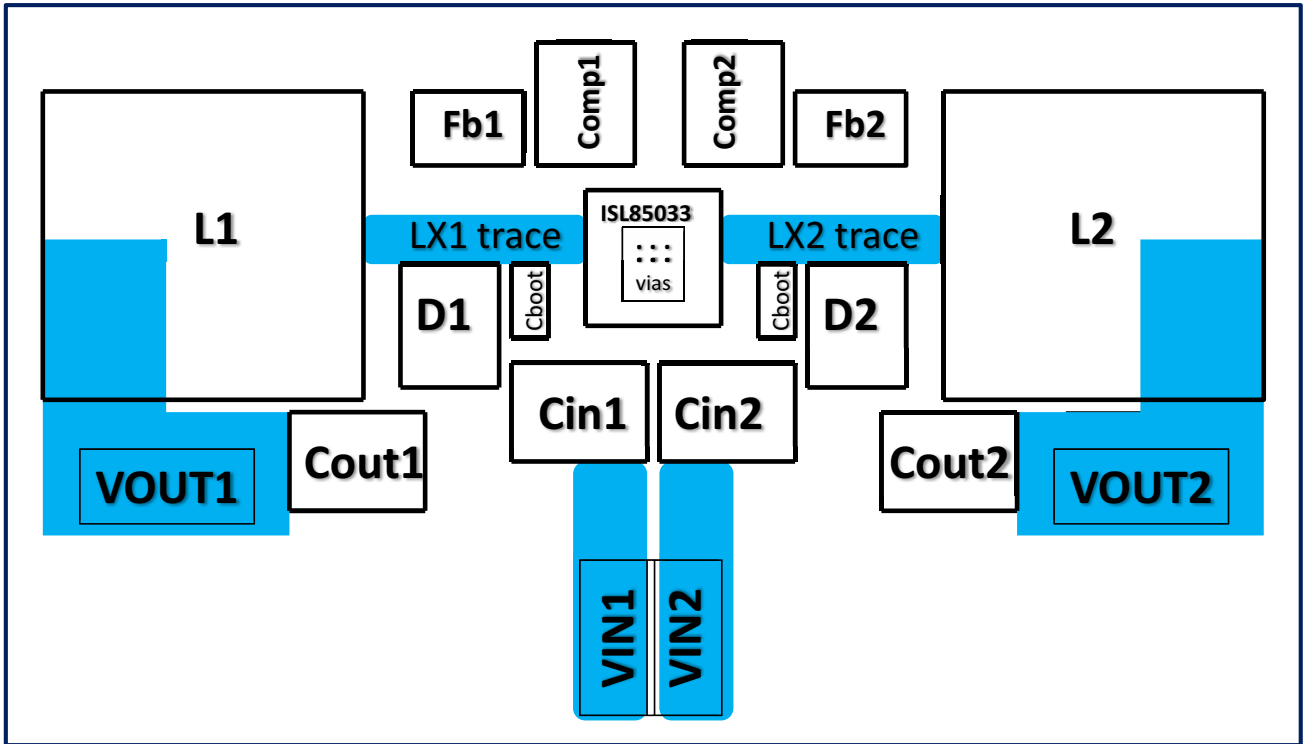 Comp1
Comp2
Fb1
Fb2
L1
ISL85033
L2
LX1 trace
LX2 trace
vias
D1
Cboot
Cboot
D2
Cin1
Cin2
Cout1
Cout2
VOUT1
VOUT2
VIN1
VIN2